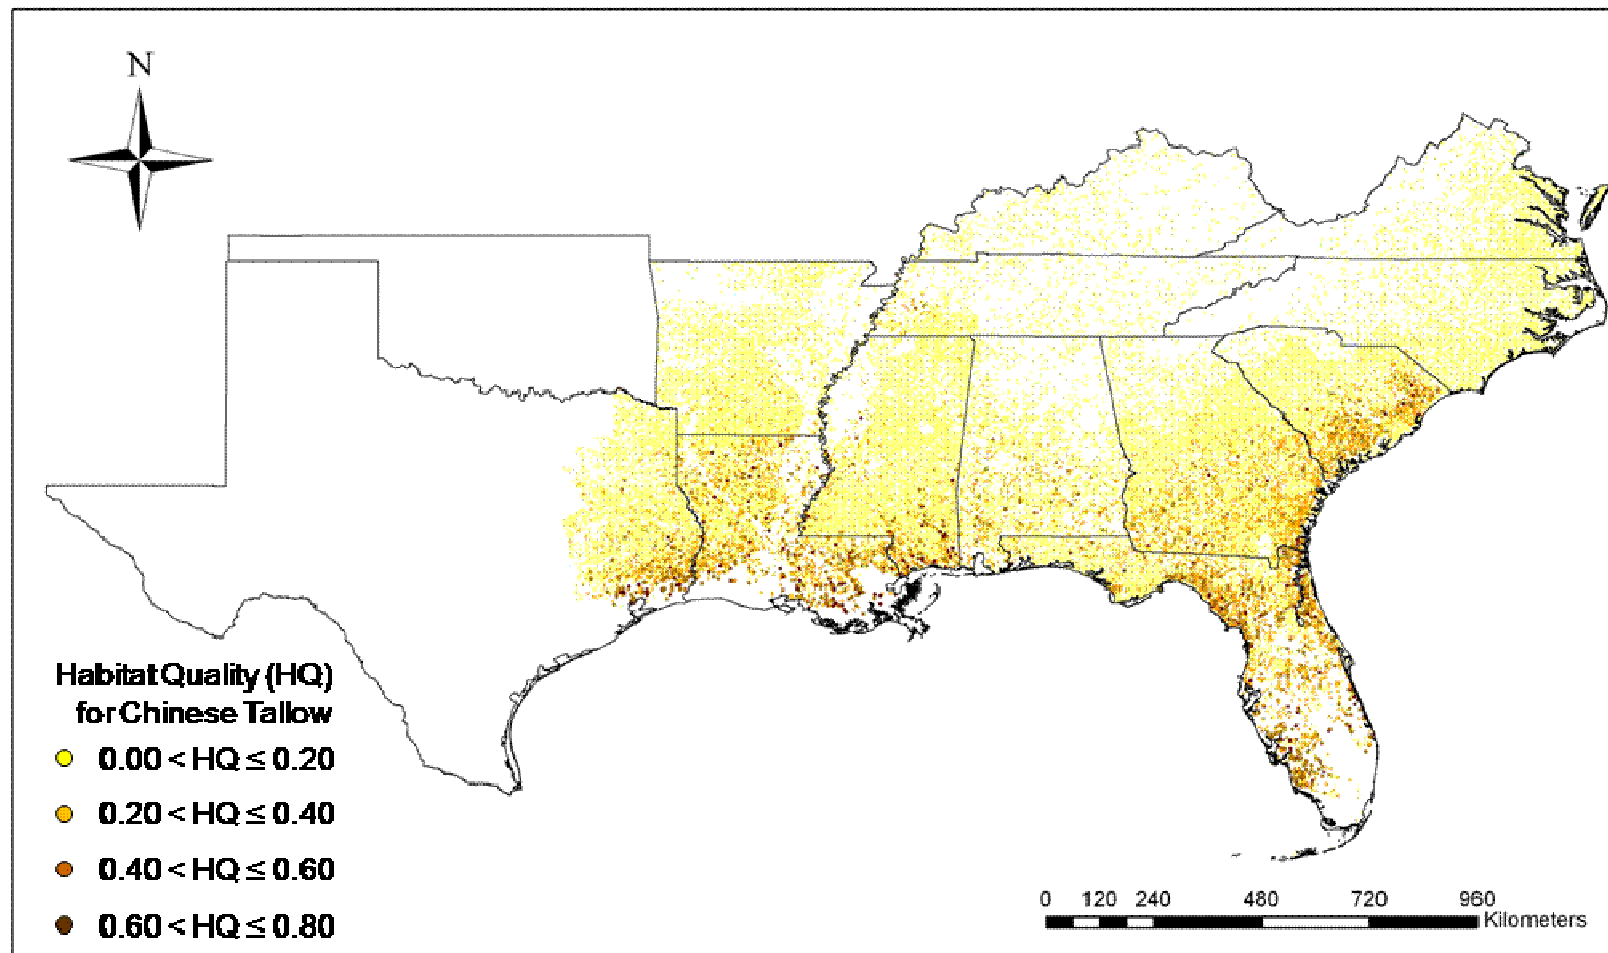 N
Habitat Quality (HQ)
for Chinese Tallow
0.00 < HQ ≤ 0.20
0.20 < HQ ≤ 0.40
0.40 < HQ ≤ 0.60
0.60 < HQ ≤ 0.80
0 120 240 480 720 960
Kilometers